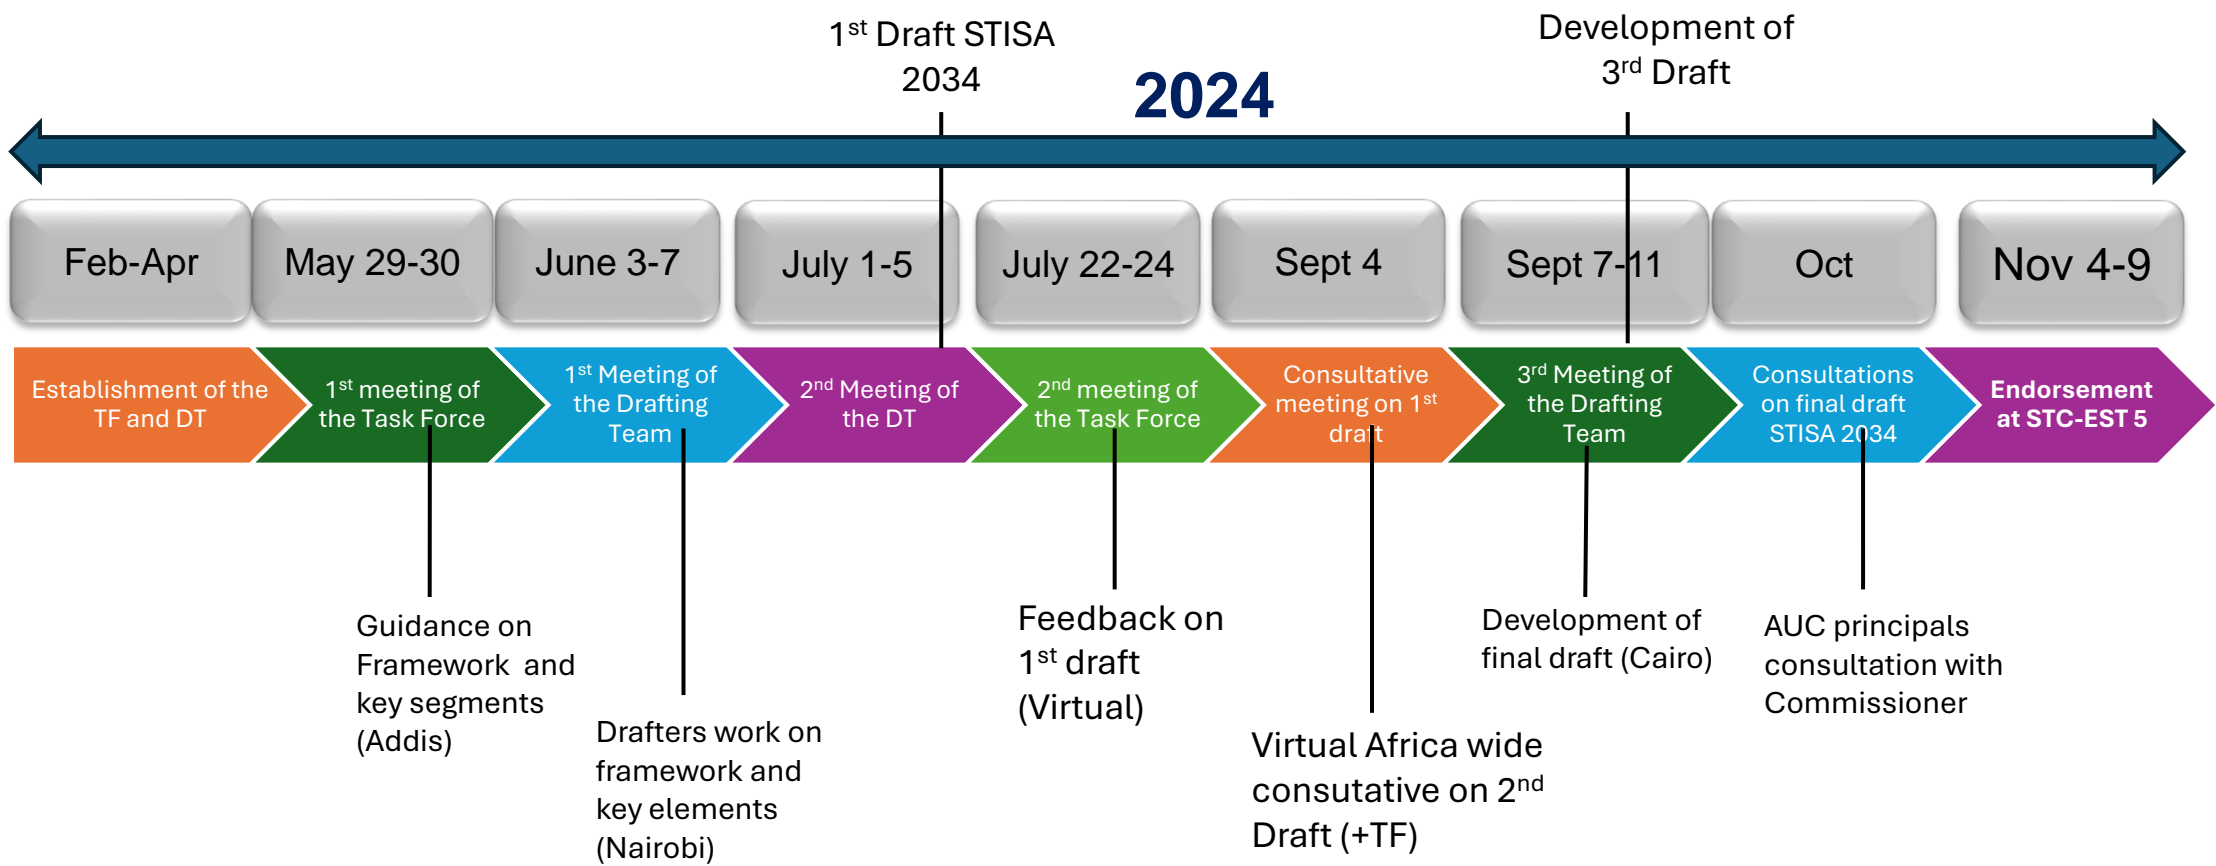 1st Draft STISA
2034
2024
Development of
3rd Draft
Feb-Apr
May 29-30
June 3-7
July 1-5
July 22-24
Sept 4
Sept 7-11
Oct
Nov 4-9
Establishment of the
TF and DT
1st meeting of
the Task Force
1st Meeting of
the Drafting
Team
2nd Meeting of
the DT
2nd meeting of
the Task Force
Consultative
meeting on 1st
draft
3rd Meeting of
the Drafting
Team
Consultations
on final draft
STISA 2034
Endorsement
at STC-EST 5
Guidance on
Framework and
key segments
(Addis)
Drafters work on
framework and
key elements
(Nairobi)
Feedback on
1st draft
(Virtual)
Virtual Africa wide
consutative on 2nd
Draft (+TF)
Development of
final draft (Cairo)
AUC principals
consultation with
Commissioner